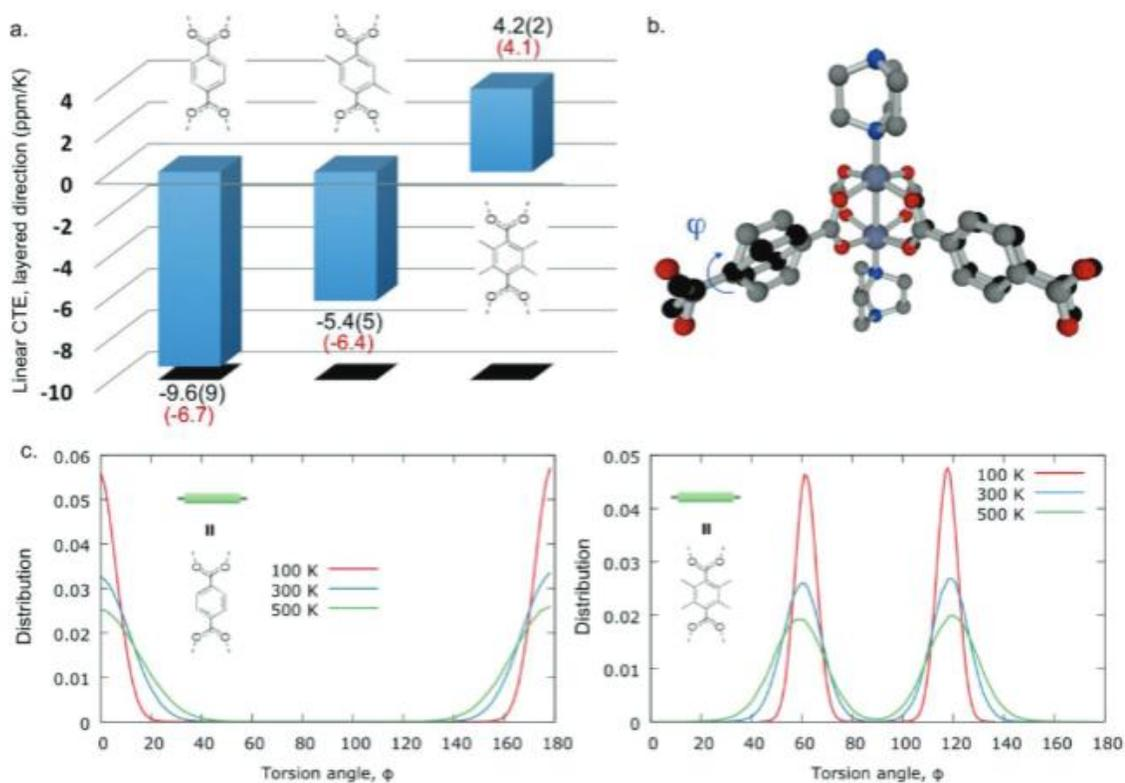 a.
Linear CTE, layered direction (ppm/K)
4
2
0
-2
-4
-6
-8
-10
O O
O O
O O
O O
4.2(2)
(4.1)
O O
O O
-5.4(5)
(-6.4)
-9.6(9)
(-6.7)
b.
φ
c.
Distribution
0.06
0.05
0.04
0.03
0.02
0.01
0
O O
O O
100 K
300 K
500 K
0 20 40 60 80 100 120 140 160 180
Torsion angle, φ
Distribution
0.05
0.04
0.03
0.02
0.01
0
O O
O O
100 K
300 K
500 K
0 20 40 60 80 100 120 140 160 180
Torsion angle, φ